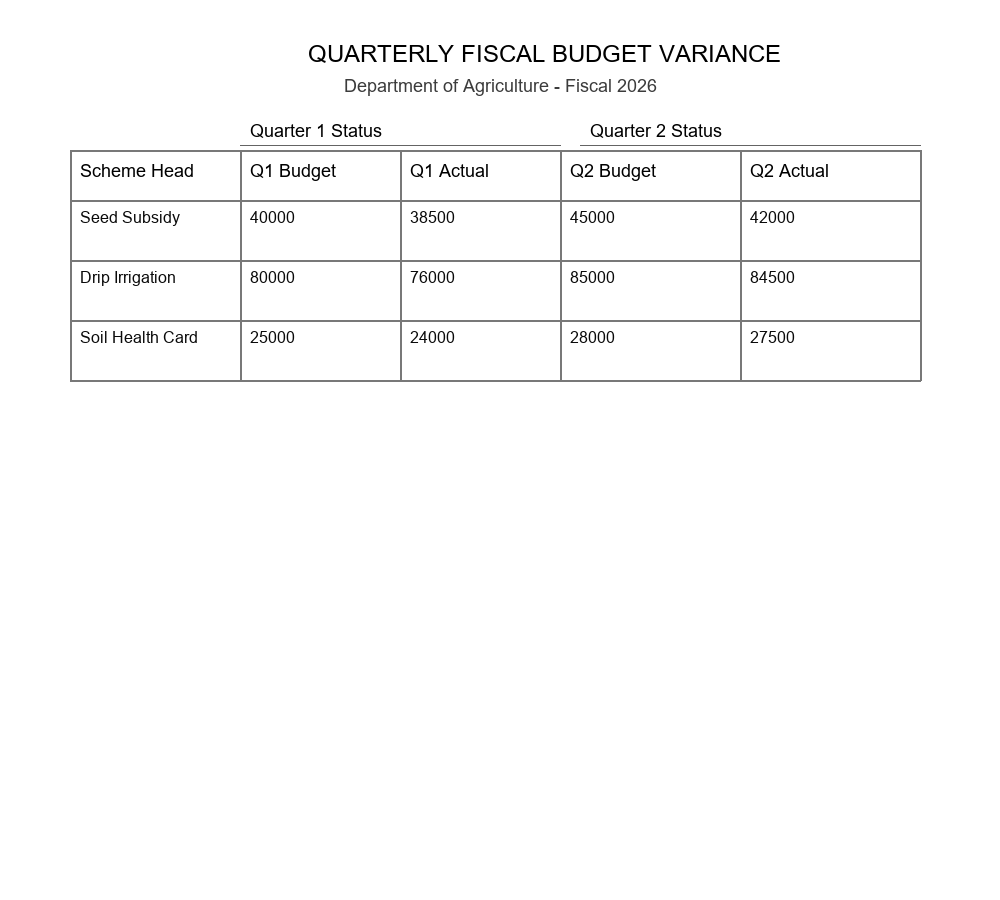 QUARTERLY FISCAL BUDGET VARIANCE
Department of Agriculture - Fiscal 2026
Quarter 1 Status Quarter 2 Status
Scheme Head Q1 Budget Q1 Actual Q2 Budget Q2 Actual
Seed Subsidy 40000 38500 45000 42000
Drip Irrigation 80000 76000 85000 84500
Soil Health Card 25000 24000 28000 27500